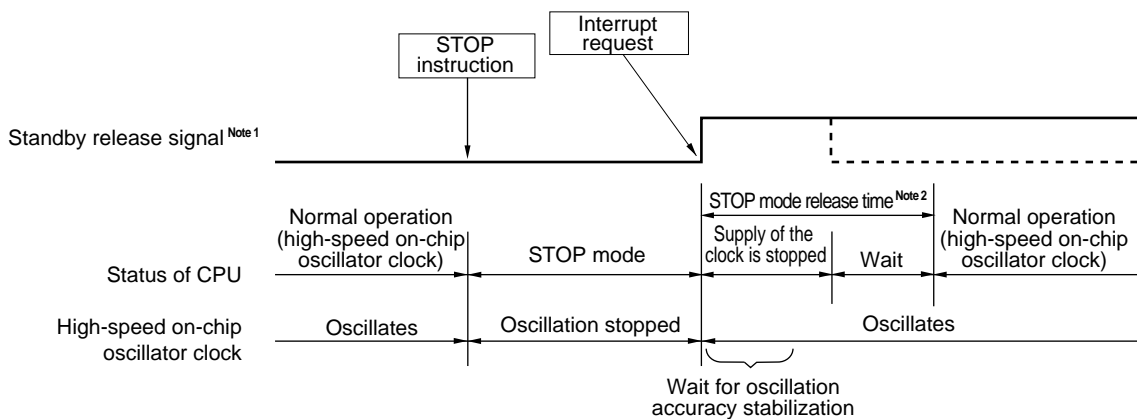 Interrupt
request
STOP
instruction
Standby release signal Note 1
STOP mode release time Note 2
Normal operation
(high-speed on-chip
oscillator clock)
Supply of the
clock is stopped
Normal operation
(high-speed on-chip
oscillator clock)
STOP mode
Wait
Status of CPU
High-speed on-chip
oscillator clock
Oscillates
Oscillation stopped
Oscillates
Wait for oscillation
accuracy stabilization